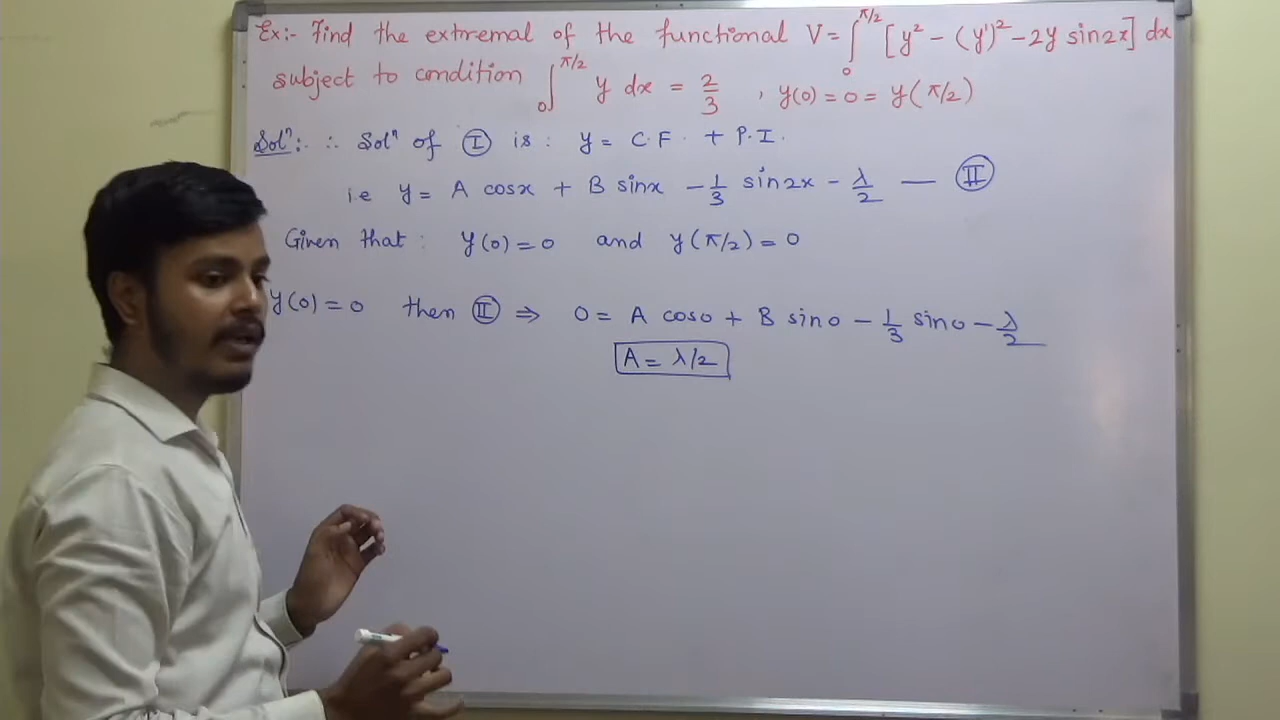 Ex:- Find the extremal of the functional V = ∫₀^π/2 [y² - (y')² - 2y sin2x] dx
subject to condition ∫₀^π/2 y dx = 2/3 , y(0) = 0 = y(π/2)
Solⁿ:- ∴ Solⁿ of Ⓘ is : y = C.F. + P.I.
i.e y = A cosx + B sinx - 1/3 sin2x - λ/2 — Ⅱ
Given that : y(0) = 0 and y(π/2) = 0
y(0) = 0 then Ⅱ ⇒ 0 = A cos0 + B sin0 - 1/3 sin0 - λ/2
A = λ/2